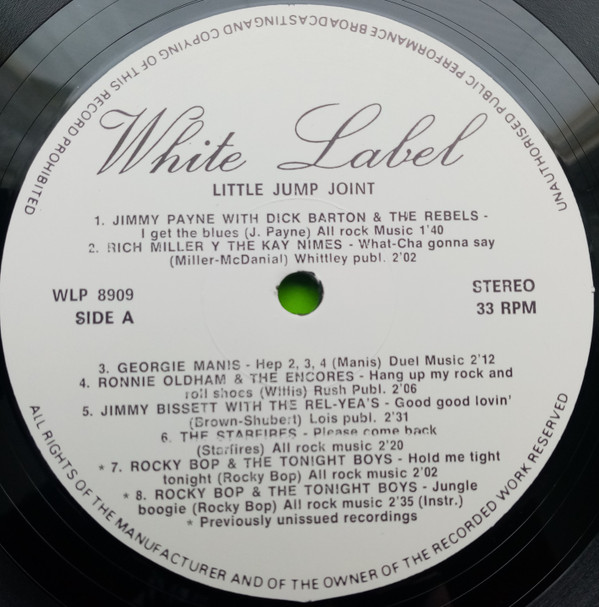 UNAUTHORISED PUBLIC PERFORMANCE BROADCASTING AND COPYING OF THIS RECORD PROHIBITED
White Label
LITTLE JUMP JOINT
1. JIMMY PAYNE WITH DICK BARTON & THE REBELS -
I get the blues (J. Payne) All rock Music 1'40
2. RICH MILLER Y THE KAY NIMES - What-Cha gonna say
(Miller-McDanial) Whittley publ. 2'02
WLP 8909
SIDE A
STEREO
33 RPM
3. GEORGIE MANIS - Hep 2, 3, 4 (Manis) Duel Music 2'12
4. RONNIE OLDHAM & THE ENCORES - Hang up my rock and
roll shoes (Willis) Rush Publ. 2'06
5. JIMMY BISSETT WITH THE REL-YEA'S - Good good lovin'
(Brown-Shubert) Lois publ. 2'31
6. THE STARFIRES - Please come back
(Starfires) All rock music 2'20
* 7. ROCKY BOP & THE TONIGHT BOYS - Hold me tight
tonight (Rocky Bop) All rock music 2'02
* 8. ROCKY BOP & THE TONIGHT BOYS - Jungle
boogie (Rocky Bop) All rock music 2'35 (Instr.)
* Previously unissued recordings
ALL RIGHTS OF THE MANUFACTURER AND OF THE OWNER OF THE RECORDED WORK RESERVED